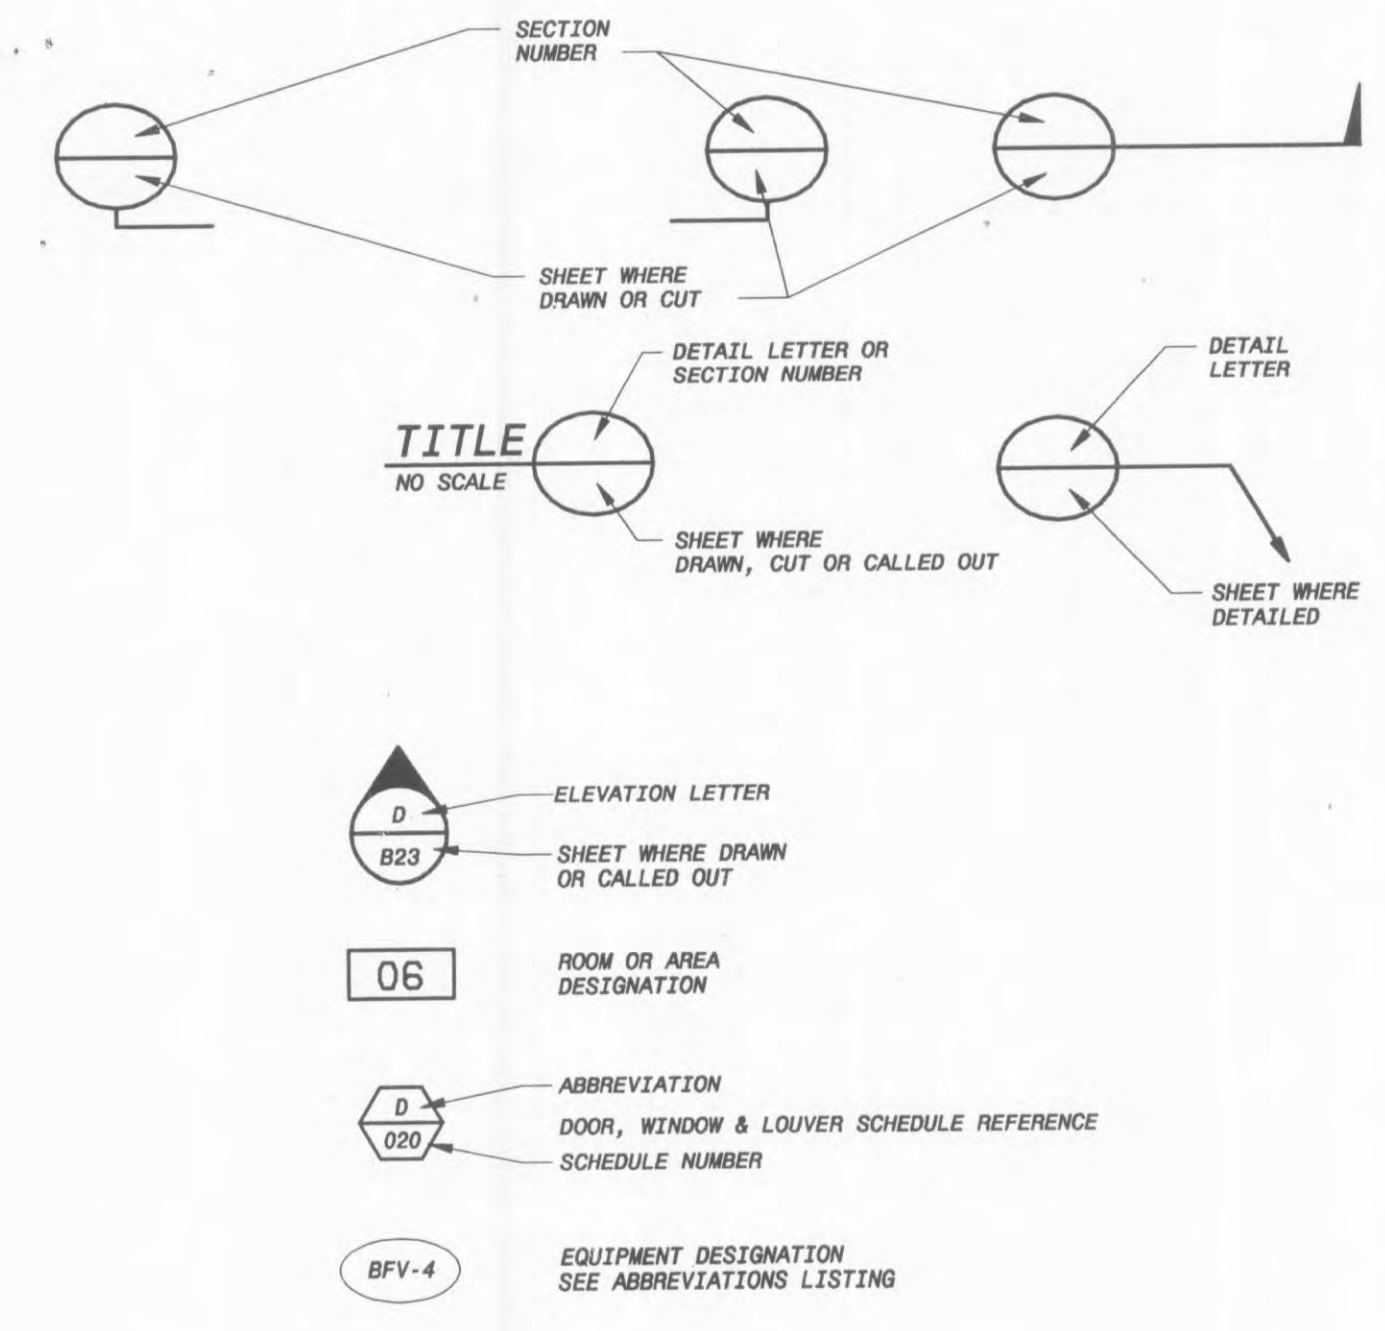 SECTION
NUMBER
SHEET WHERE
DRAWN OR CUT
DETAIL LETTER OR
SECTION NUMBER
TITLE
NO SCALE
SHEET WHERE
DRAWN, CUT OR CALLED OUT
DETAIL
LETTER
SHEET WHERE
DETAILED
D
B23
ELEVATION LETTER
SHEET WHERE DRAWN
OR CALLED OUT
06
ROOM OR AREA
DESIGNATION
D
020
ABBREVIATION
DOOR, WINDOW & LOUVER SCHEDULE REFERENCE
SCHEDULE NUMBER
BFV-4
EQUIPMENT DESIGNATION
SEE ABBREVIATIONS LISTING